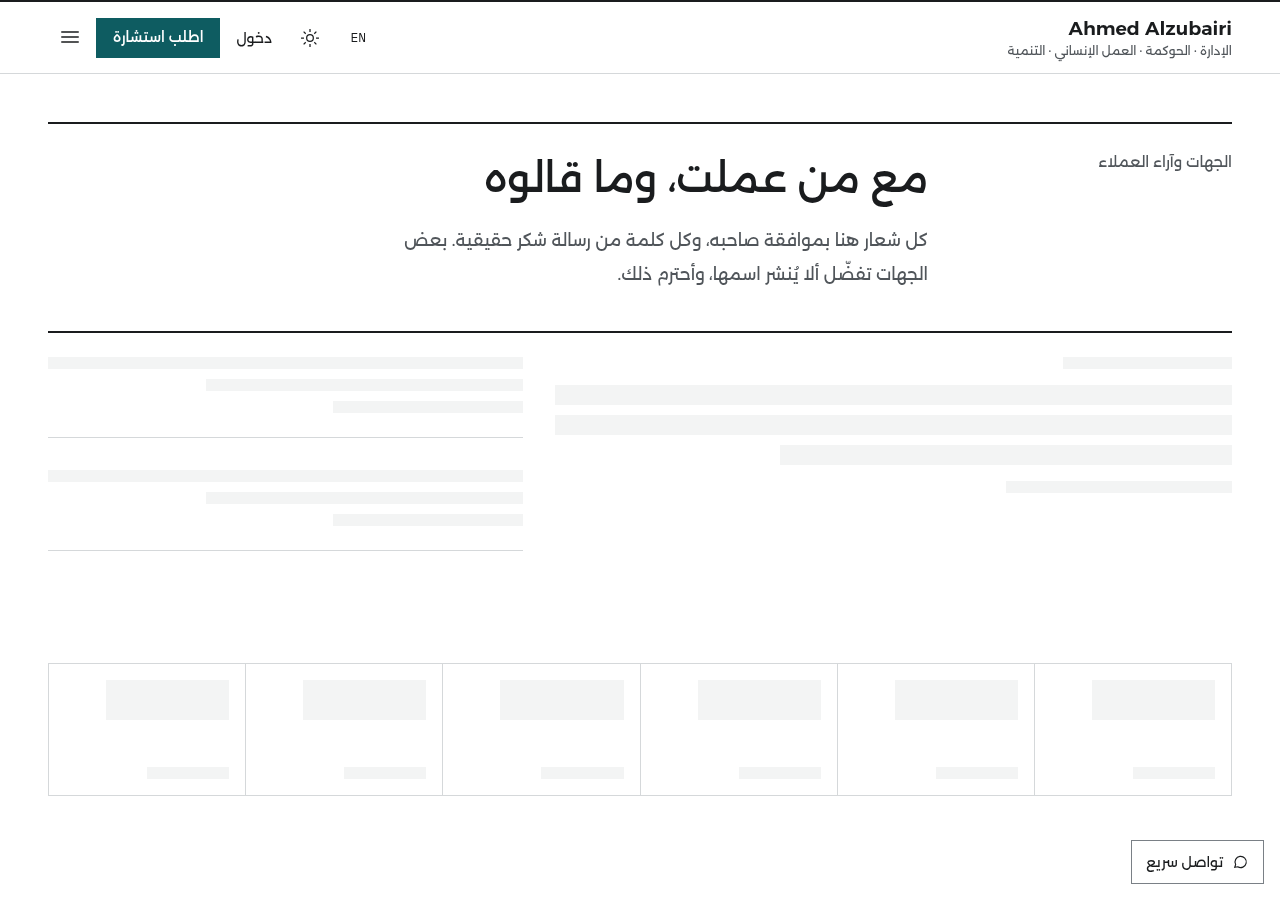 Ahmed Alzubairi
الإدارة · الحوكمة · العمل الإنساني · التنمية
EN
دخول
اطلب استشارة
الجهات وآراء العملاء
مع من عملت، وما قالوه
كل شعار هنا بموافقة صاحبه، وكل كلمة من رسالة شكر حقيقية. بعض
الجهات تفضّل ألا يُنشر اسمها، وأحترم ذلك.
تواصل سريع